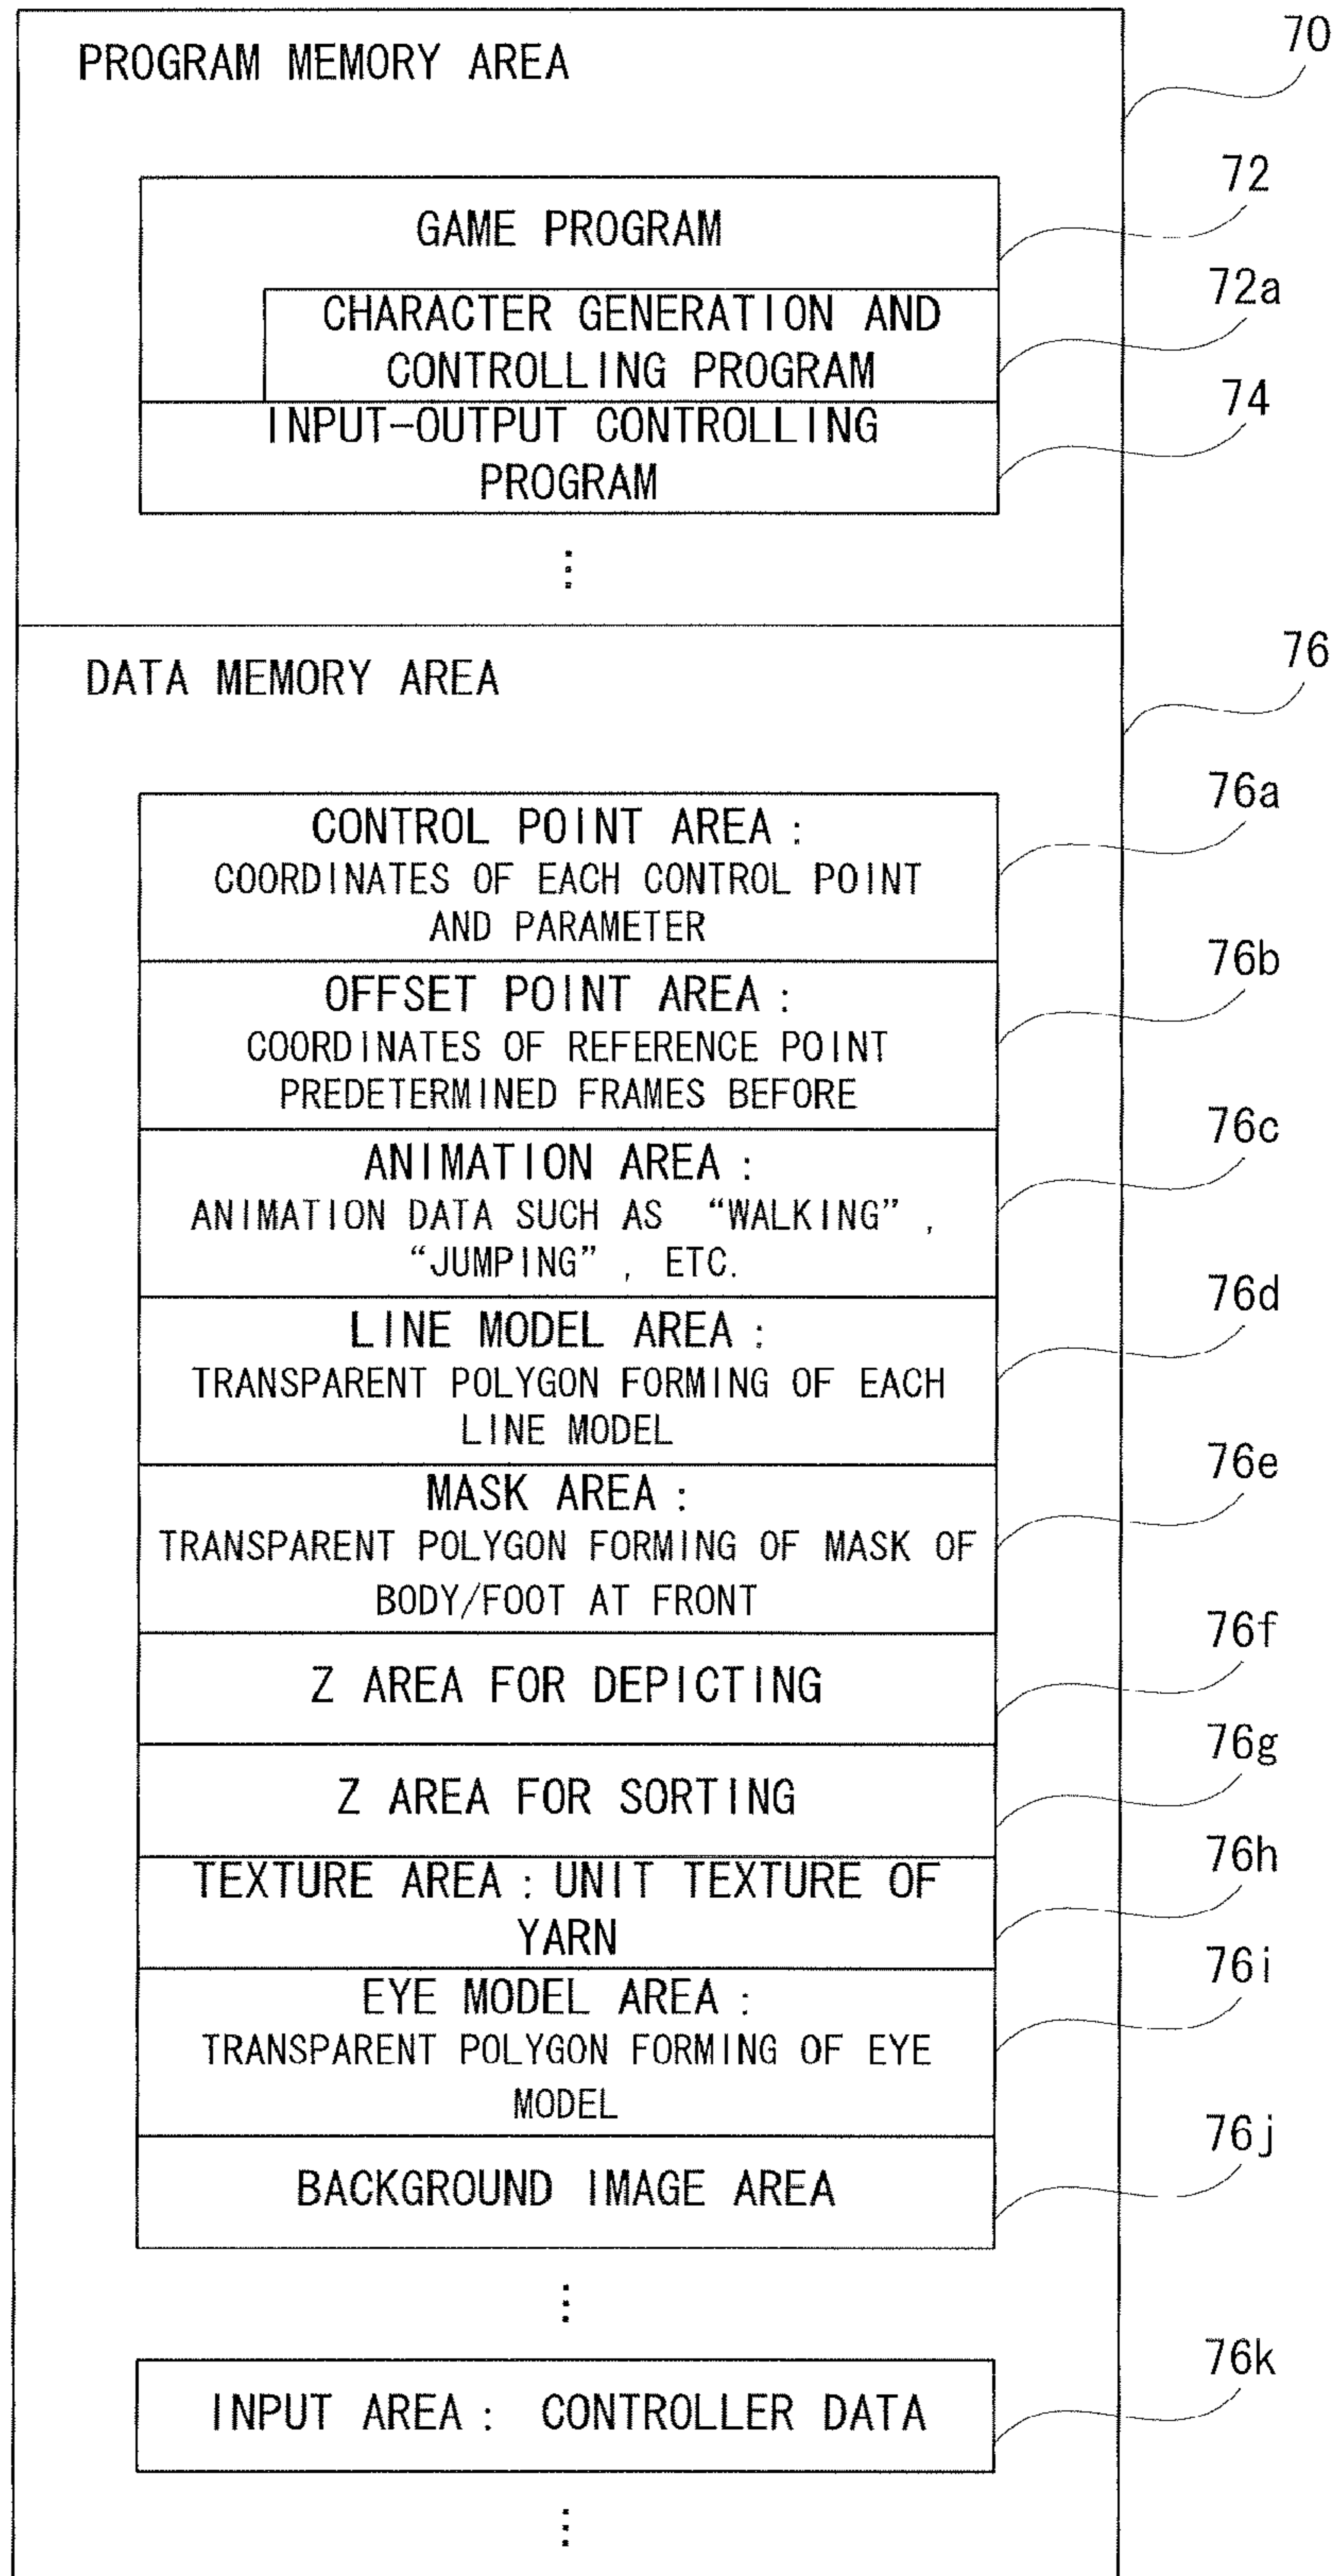 PROGRAM MEMORY AREA
70
GAME PROGRAM
72
CHARACTER GENERATION AND
CONTROLLING PROGRAM
72a
INPUT-OUTPUT CONTROLLING
PROGRAM
74
DATA MEMORY AREA
76
CONTROL POINT AREA :
COORDINATES OF EACH CONTROL POINT
AND PARAMETER
76a
OFFSET POINT AREA :
COORDINATES OF REFERENCE POINT
PREDETERMINED FRAMES BEFORE
76b
ANIMATION AREA :
ANIMATION DATA SUCH AS “WALKING” ,
“JUMPING” , ETC.
76c
LINE MODEL AREA :
TRANSPARENT POLYGON FORMING OF EACH
LINE MODEL
76d
MASK AREA :
TRANSPARENT POLYGON FORMING OF MASK OF
BODY/FOOT AT FRONT
76e
Z AREA FOR DEPICTING
76f
Z AREA FOR SORTING
76g
TEXTURE AREA : UNIT TEXTURE OF
YARN
76h
EYE MODEL AREA :
TRANSPARENT POLYGON FORMING OF EYE
MODEL
76i
BACKGROUND IMAGE AREA
76j
INPUT AREA : CONTROLLER DATA
76k